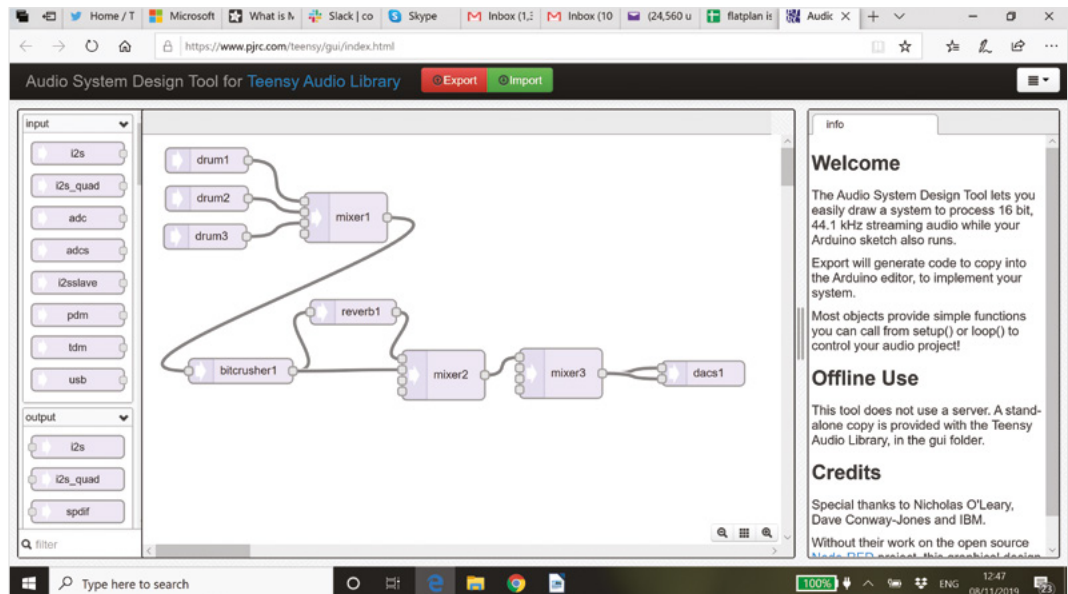 Home / T
Microsoft
What is M
Slack | co
Skype
Inbox (1,
Inbox (10
(24,560 u
flatplan is
Audic
https://www.pjrc.com/teensy/gui/index.html
Audio System Design Tool for Teensy Audio Library
Export
Import
input
i2s
i2s_quad
adc
adcs
i2sslave
pdm
tdm
usb
output
i2s
i2s_quad
spdif
filter
drum1
drum2
drum3
mixer1
reverb1
bitcrusher1
mixer2
mixer3
dacs1
info
Welcome
The Audio System Design Tool lets you
easily draw a system to process 16 bit,
44.1 kHz streaming audio while your
Arduino sketch also runs.
Export will generate code to copy into
the Arduino editor, to implement your
system.
Most objects provide simple functions
you can call from setup() or loop() to
control your audio project!
Offline Use
This tool does not use a server. A stand-
alone copy is provided with the Teensy
Audio Library, in the gui folder.
Credits
Special thanks to Nicholas O'Leary,
Dave Conway-Jones and IBM.
Without their work on the open source
Node-RED project, this graphical design
Type here to search
100%
ENG
12:47
08/11/2019
23